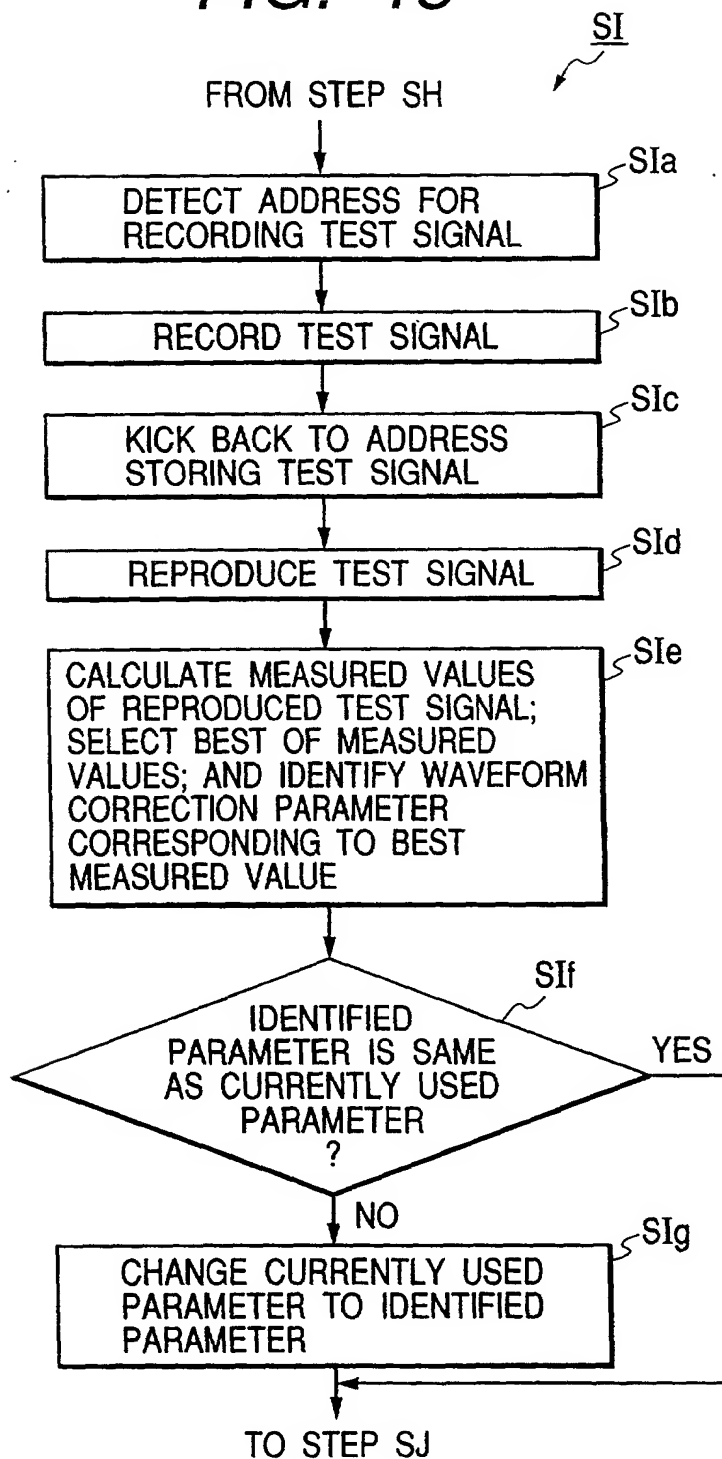 SI
FROM STEP SH
SIa
DETECT ADDRESS FOR
RECORDING TEST SIGNAL
SIb
RECORD TEST SIGNAL
SIc
KICK BACK TO ADDRESS
STORING TEST SIGNAL
SId
REPRODUCE TEST SIGNAL
SIe
CALCULATE MEASURED VALUES
OF REPRODUCED TEST SIGNAL;
SELECT BEST OF MEASURED
VALUES; AND IDENTIFY WAVEFORM
CORRECTION PARAMETER
CORRESPONDING TO BEST
MEASURED VALUE
SIf
IDENTIFIED
PARAMETER IS SAME
AS CURRENTLY USED
PARAMETER
?
YES
NO
SIg
CHANGE CURRENTLY USED
PARAMETER TO IDENTIFIED
PARAMETER
TO STEP SJ